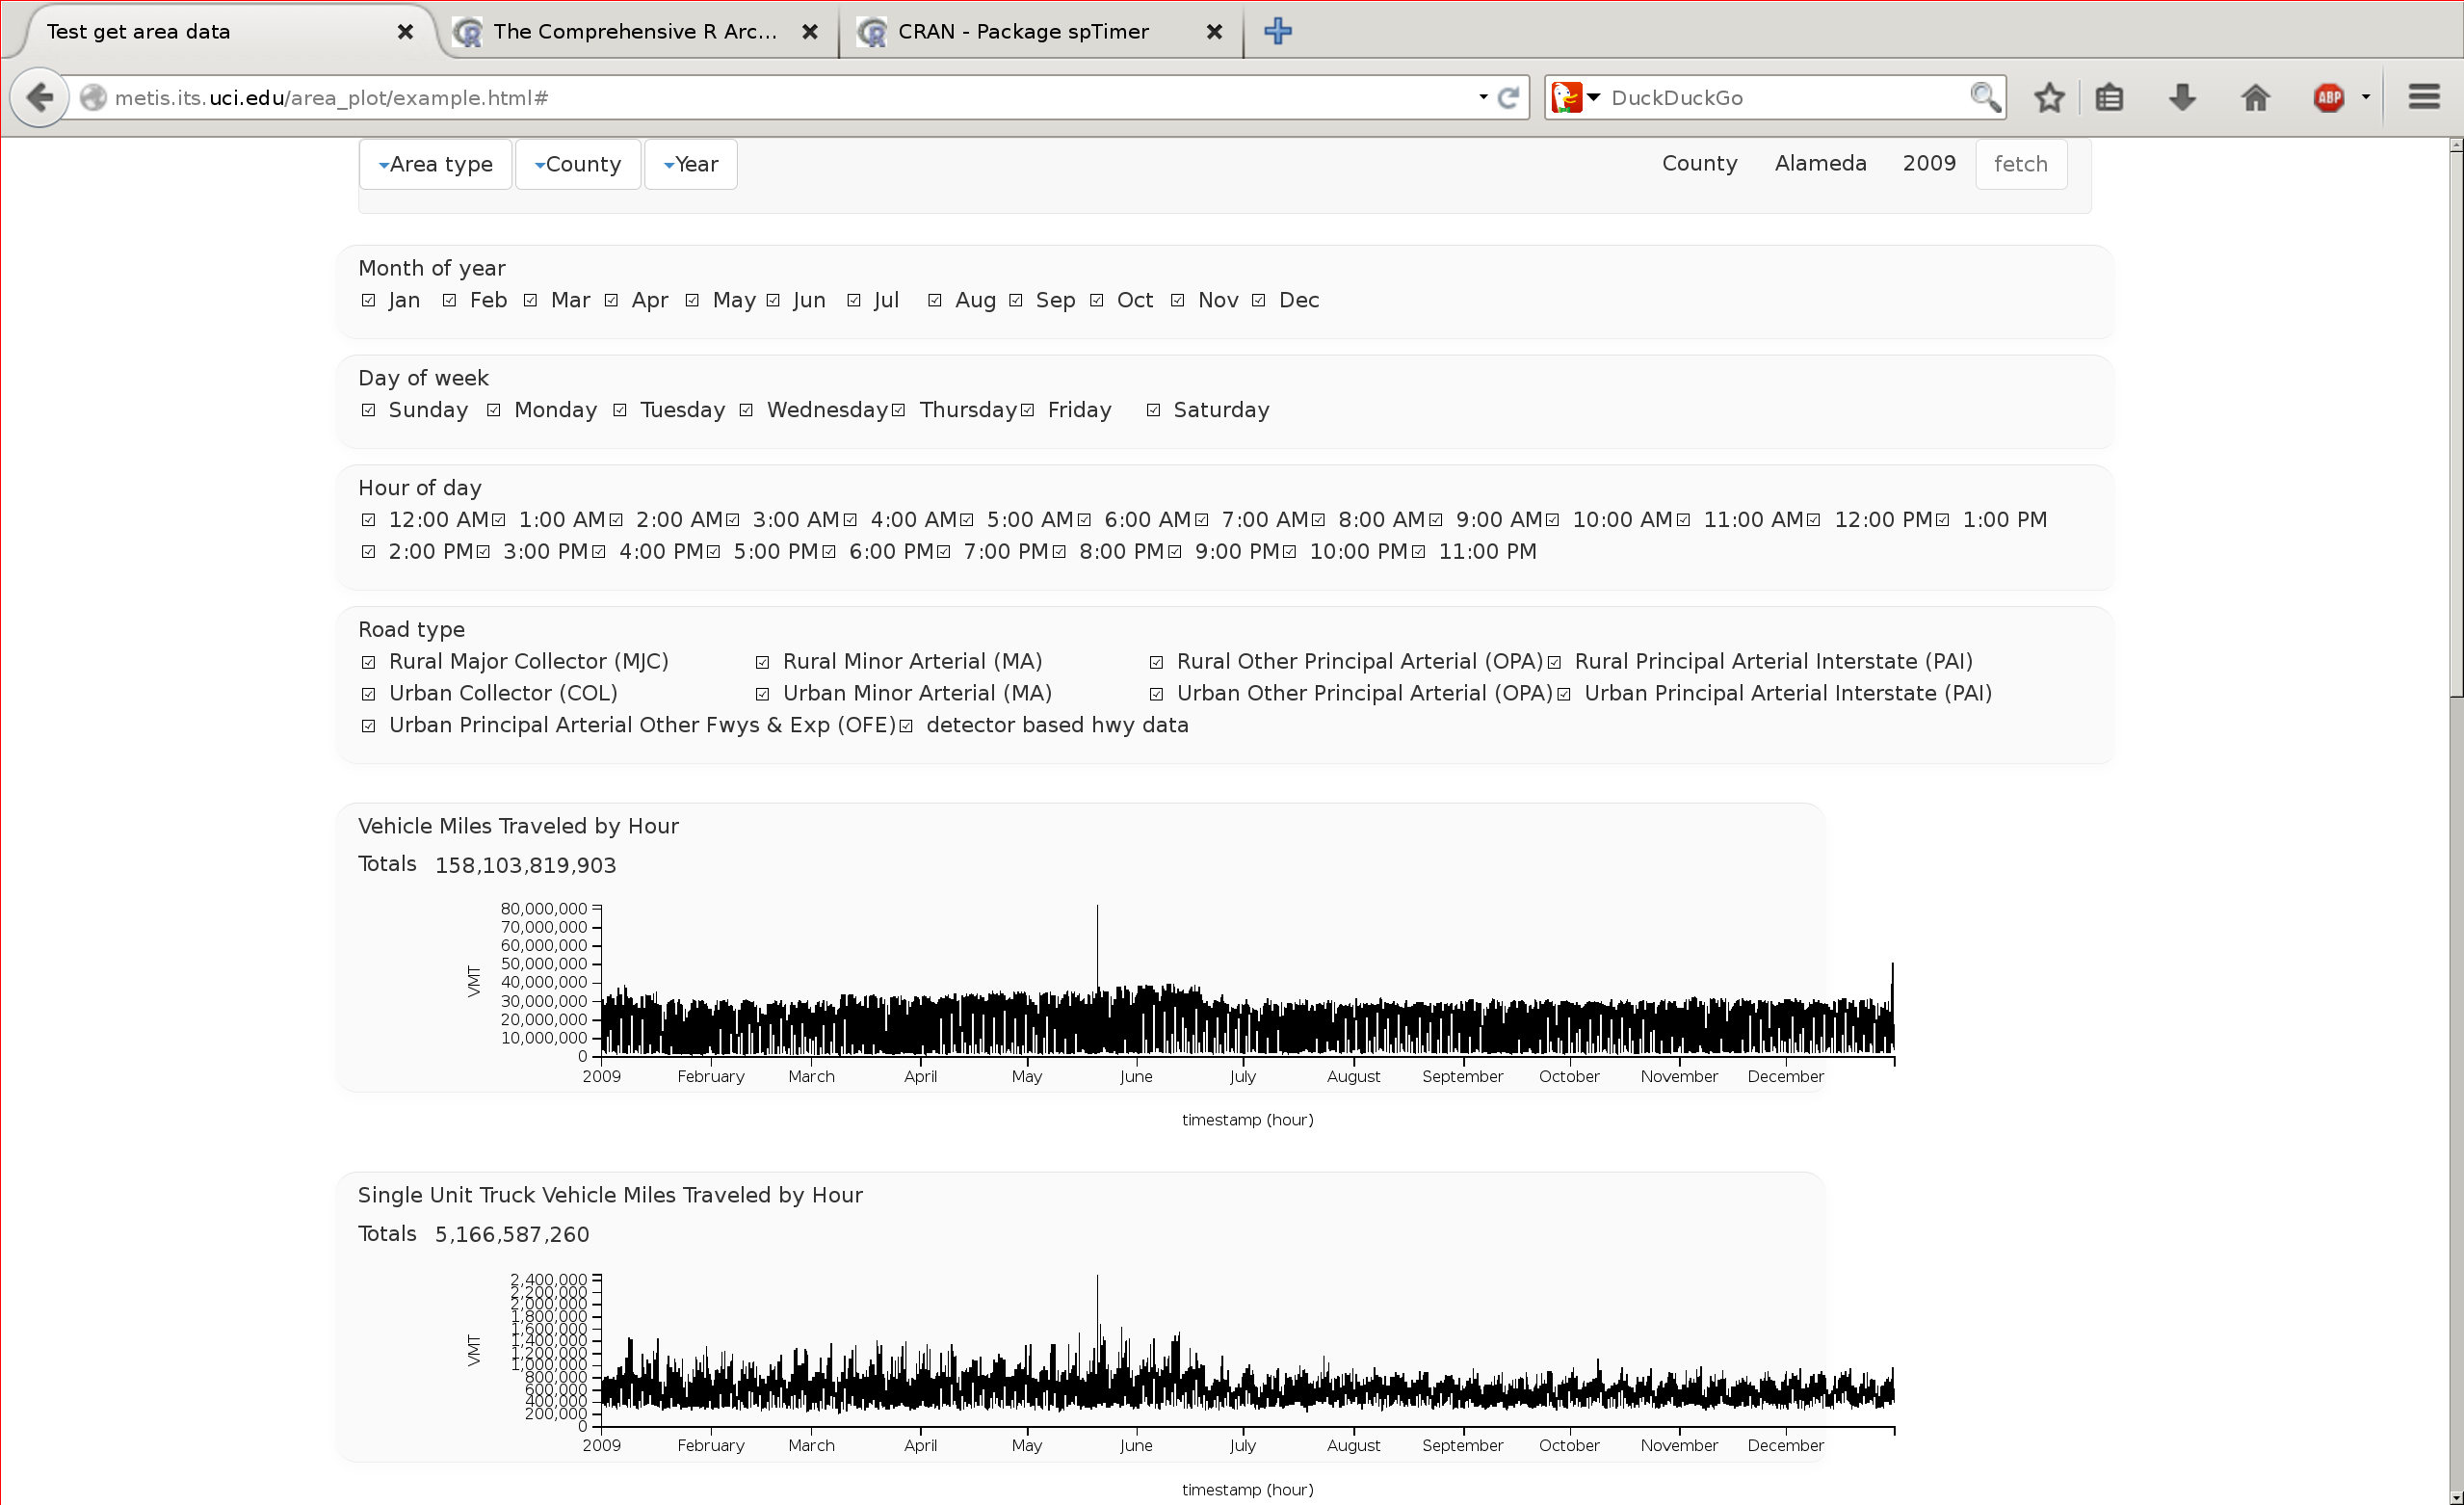 Test get area data The Comprehensive R Arc... CRAN - Package spTimer
metis.its.uci.edu/area_plot/example.html# DuckDuckGo ABP
Area type County Year County Alameda 2009 fetch
Month of year
Jan Feb Mar Apr May Jun Jul Aug Sep Oct Nov Dec
Day of week
Sunday Monday Tuesday Wednesday Thursday Friday Saturday
Hour of day
12:00 AM 1:00 AM 2:00 AM 3:00 AM 4:00 AM 5:00 AM 6:00 AM 7:00 AM 8:00 AM 9:00 AM 10:00 AM 11:00 AM 12:00 PM 1:00 PM
2:00 PM 3:00 PM 4:00 PM 5:00 PM 6:00 PM 7:00 PM 8:00 PM 9:00 PM 10:00 PM 11:00 PM
Road type
Rural Major Collector (MJC) Rural Minor Arterial (MA) Rural Other Principal Arterial (OPA) Rural Principal Arterial Interstate (PAI)
Urban Collector (COL) Urban Minor Arterial (MA) Urban Other Principal Arterial (OPA) Urban Principal Arterial Interstate (PAI)
Urban Principal Arterial Other Fwys & Exp (OFE) detector based hwy data
Vehicle Miles Traveled by Hour
Totals 158,103,819,903
80,000,000
70,000,000
60,000,000
50,000,000
40,000,000
30,000,000
20,000,000
10,000,000
0
VMT
2009 February March April May June July August September October November December
timestamp (hour)
Single Unit Truck Vehicle Miles Traveled by Hour
Totals 5,166,587,260
2,400,000
2,200,000
2,000,000
1,800,000
1,600,000
1,400,000
1,200,000
1,000,000
800,000
600,000
400,000
200,000
0
VMT
2009 February March April May June July August September October November December
timestamp (hour)